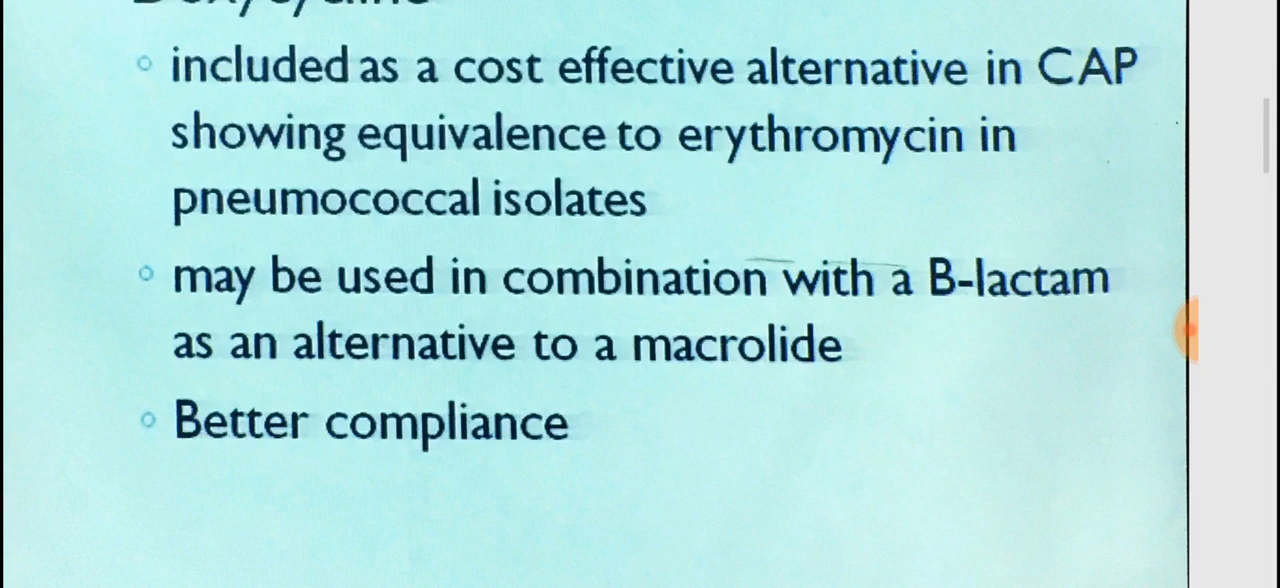 included as a cost effective alternative in CAP
showing equivalence to erythromycin in
pneumococcal isolates
may be used in combination with a B-lactam
as an alternative to a macrolide
Better compliance